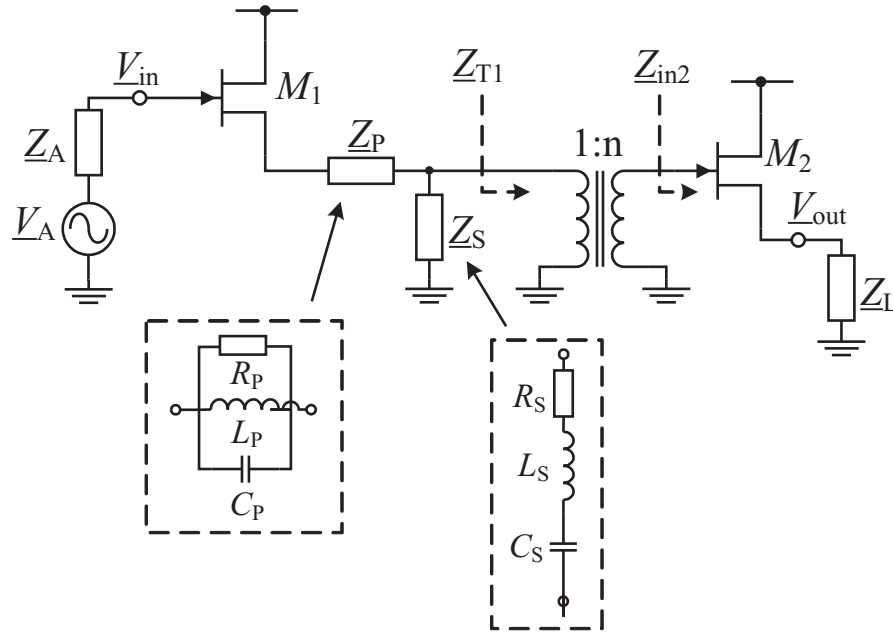 V_in
M_1
Z_A
V_A
Z_P
Z_S
Z_T1
1:n
Z_in2
M_2
V_out
Z_L
R_P
L_P
C_P
R_S
L_S
C_S